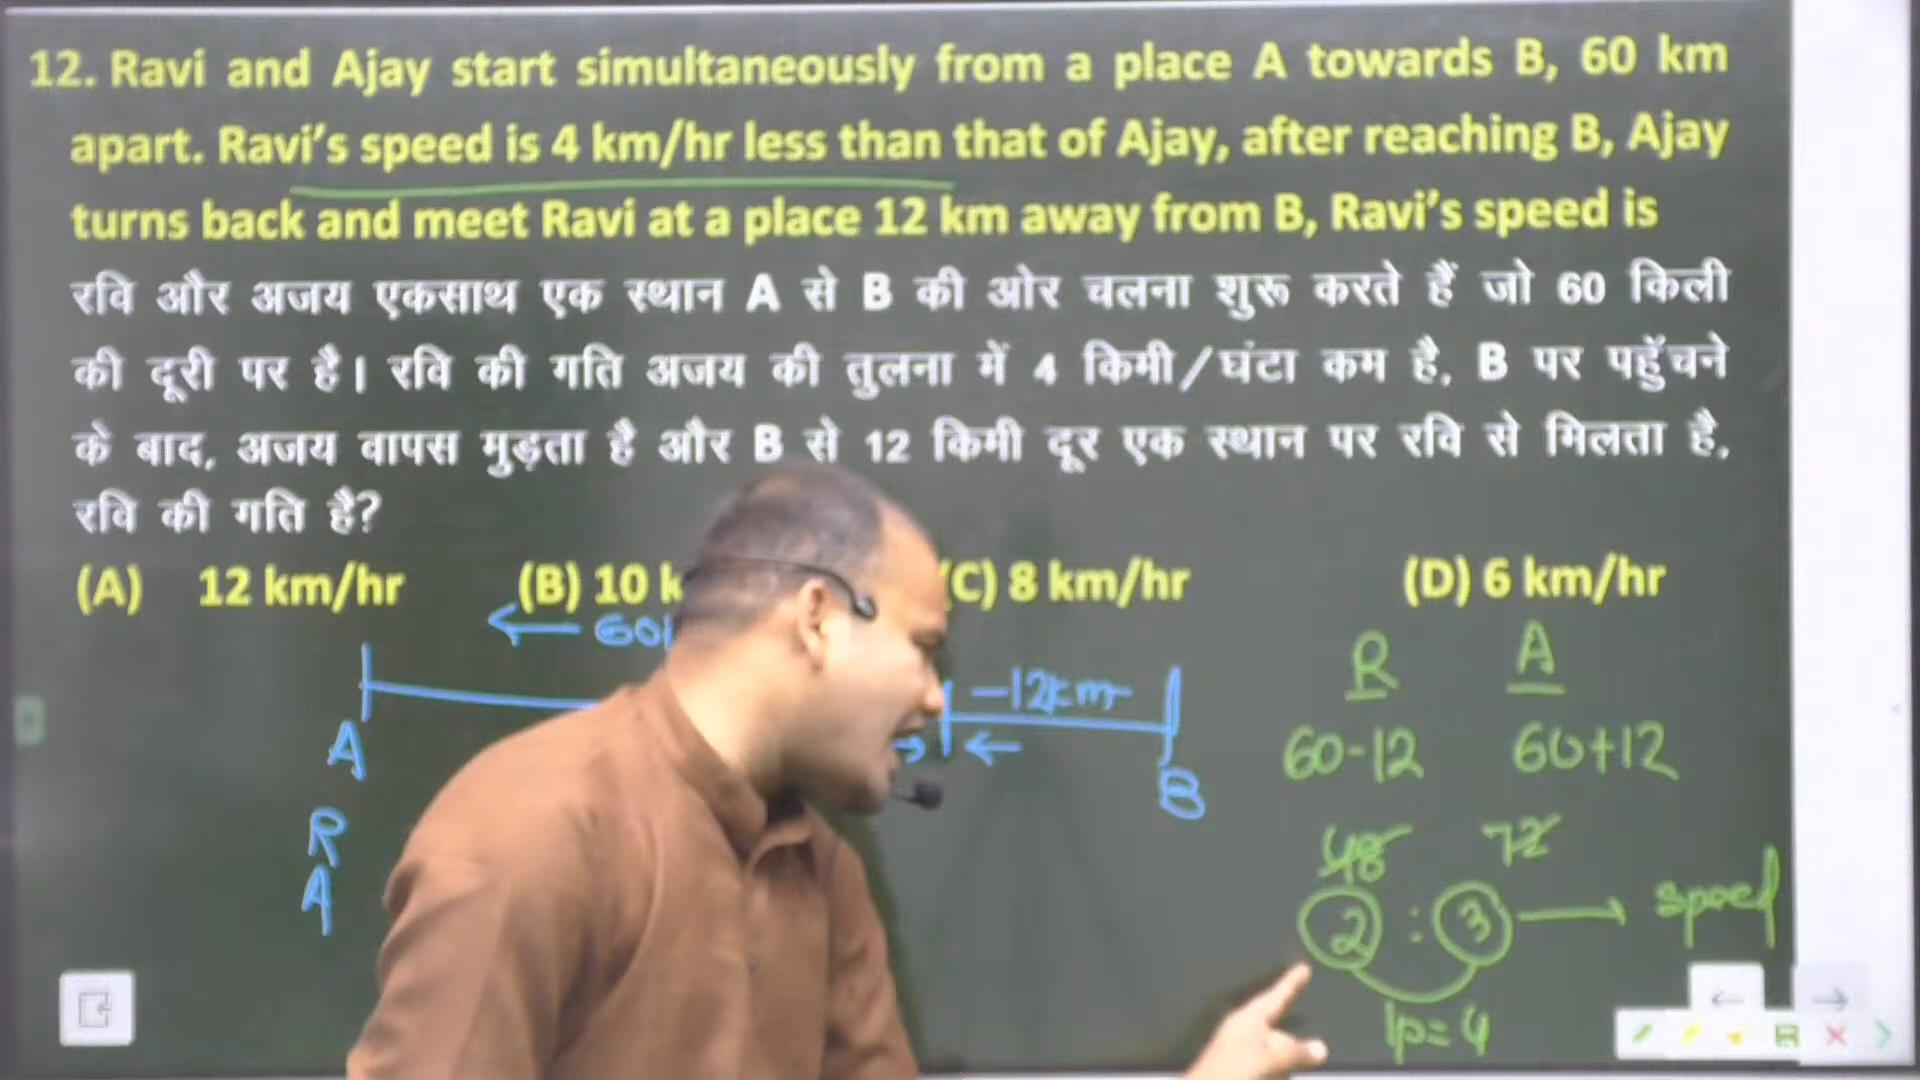 12. Ravi and Ajay start simultaneously from a place A towards B, 60 km
apart. Ravi's speed is 4 km/hr less than that of Ajay, after reaching B, Ajay
turns back and meet Ravi at a place 12 km away from B, Ravi's speed is
रवि और अजय एकसाथ एक स्थान A से B की ओर चलना शुरू करते हैं जो 60 किली
की दूरी पर है। रवि की गति अजय की तुलना में 4 किमी/घंटा कम है, B पर पहुँचने
के बाद, अजय वापस मुड़ता है और B से 12 किमी दूर एक स्थान पर रवि से मिलता है,
रवि की गति है?
(A) 12 km/hr (B) 10 (C) 8 km/hr (D) 6 km/hr
← 60
-12km-
→ ←
A B
R
A
R A
60-12 60+12
48 72
2 : 3 → speed
1p=4